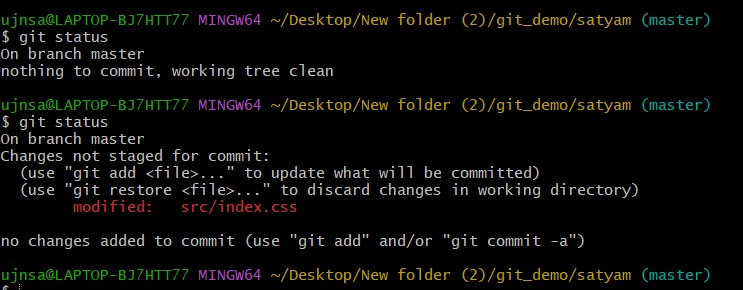 ujnsa@LAPTOP-BJ7HTT77 MINGW64 ~/Desktop/New folder (2)/git_demo/satyam (master)
$ git status
On branch master
nothing to commit, working tree clean
ujnsa@LAPTOP-BJ7HTT77 MINGW64 ~/Desktop/New folder (2)/git_demo/satyam (master)
$ git status
On branch master
Changes not staged for commit:
  (use "git add <file>..." to update what will be committed)
  (use "git restore <file>..." to discard changes in working directory)
        modified:   src/index.css
no changes added to commit (use "git add" and/or "git commit -a")
ujnsa@LAPTOP-BJ7HTT77 MINGW64 ~/Desktop/New folder (2)/git_demo/satyam (master)
$